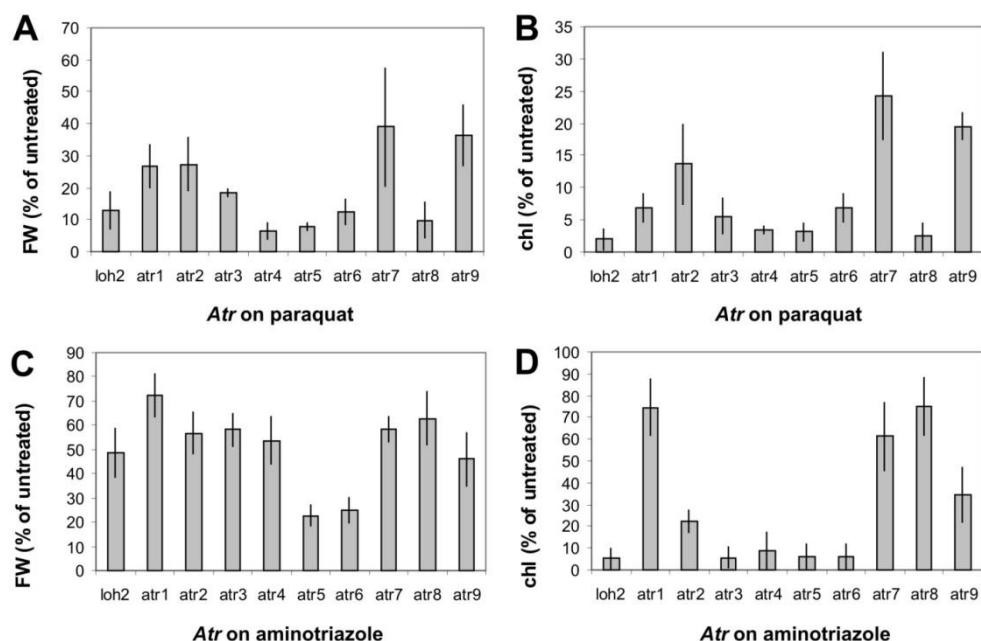 A
FW (% of untreated)
70
60
50
40
30
20
10
0
loh2 atr1 atr2 atr3 atr4 atr5 atr6 atr7 atr8 atr9
Atr on paraquat
B
chl (% of untreated)
35
30
25
20
15
10
5
0
loh2 atr1 atr2 atr3 atr4 atr5 atr6 atr7 atr8 atr9
Atr on paraquat
C
FW (% of untreated)
90
80
70
60
50
40
30
20
10
0
loh2 atr1 atr2 atr3 atr4 atr5 atr6 atr7 atr8 atr9
Atr on aminotriazole
D
chl (% of untreated)
100
90
80
70
60
50
40
30
20
10
0
loh2 atr1 atr2 atr3 atr4 atr5 atr6 atr7 atr8 atr9
Atr on aminotriazole